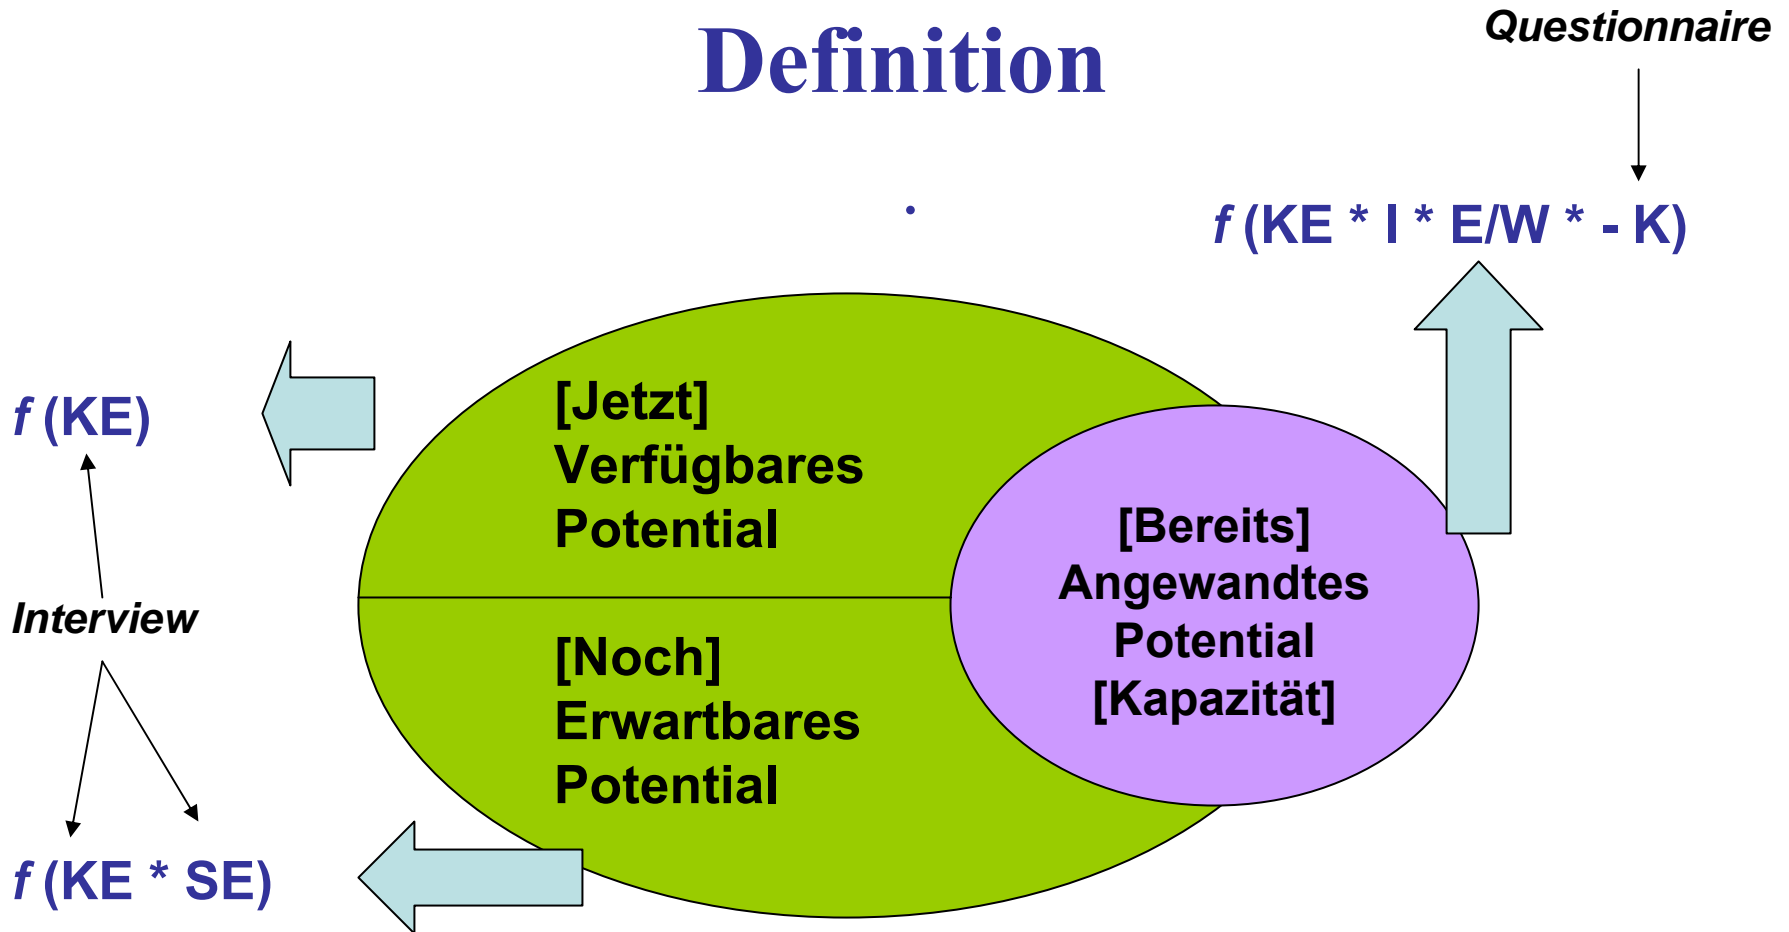 Definition
Questionnaire
.
f (KE * I * E/W * - K)
f (KE)
[Jetzt]
Verfügbares
Potential
[Bereits]
Angewandtes
Potential
[Kapazität]
Interview
[Noch]
Erwartbares
Potential
f (KE * SE)